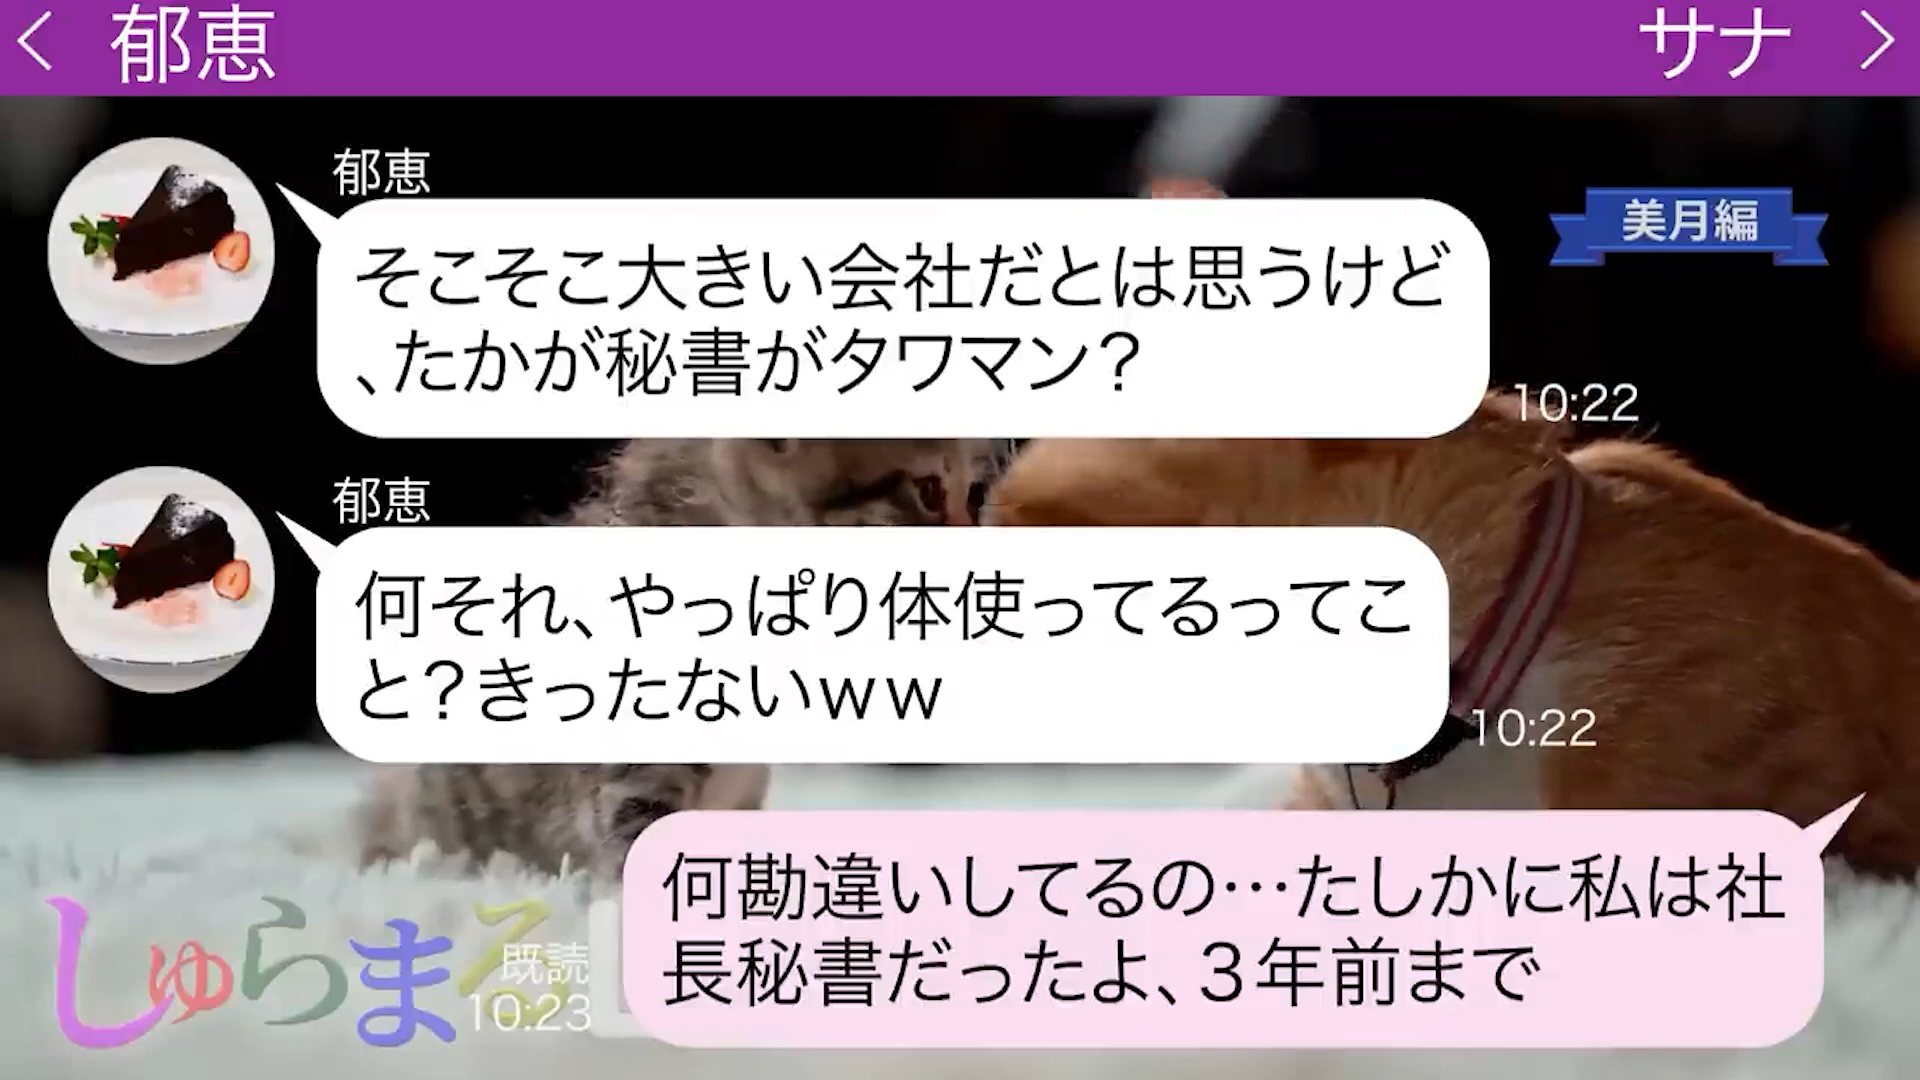 郁恵
サナ
郁恵
美月編
そこそこ大きい会社だとは思うけど
、たかが秘書がタワマン？
10:22
郁恵
何それ、やっぱり体使ってるってこ
と？きったないｗｗ
10:22
何勘違いしてるの…たしかに私は社
長秘書だったよ、３年前まで
既読
10:23
しゅらまる